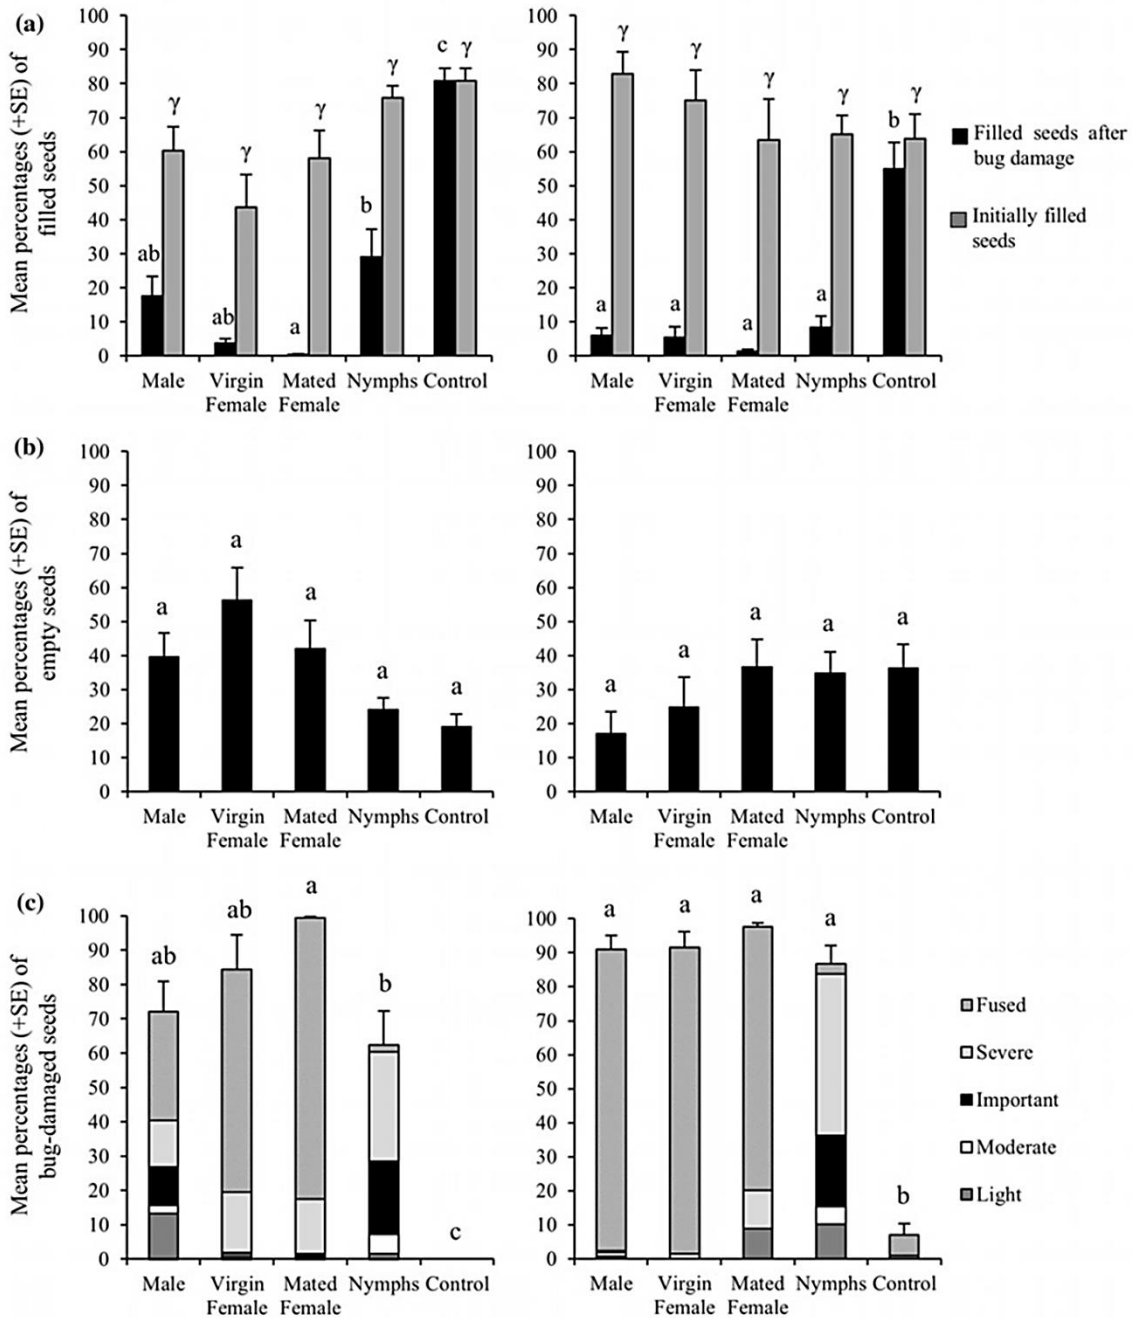 (a)
Mean percentages (+SE) of
filled seeds
100
90
80
70
60
50
40
30
20
10
0
ab
γ
ab
γ
a
γ
b
γ
c
γ
Male
Virgin
Female
Mated
Female
Nymphs
Control
100
90
80
70
60
50
40
30
20
10
0
a
γ
a
γ
a
γ
a
γ
b
γ
Male
Virgin
Female
Mated
Female
Nymphs
Control
Filled seeds after
bug damage
Initially filled
seeds
(b)
Mean percentages (+SE) of
empty seeds
100
90
80
70
60
50
40
30
20
10
0
a
a
a
a
a
Male
Virgin
Female
Mated
Female
Nymphs
Control
100
90
80
70
60
50
40
30
20
10
0
a
a
a
a
a
Male
Virgin
Female
Mated
Female
Nymphs
Control
(c)
Mean percentages (+SE) of
bug-damaged seeds
100
90
80
70
60
50
40
30
20
10
0
ab
ab
a
b
c
Male
Virgin
Female
Mated
Female
Nymphs
Control
100
90
80
70
60
50
40
30
20
10
0
a
a
a
a
b
Male
Virgin
Female
Mated
Female
Nymphs
Control
Fused
Severe
Important
Moderate
Light